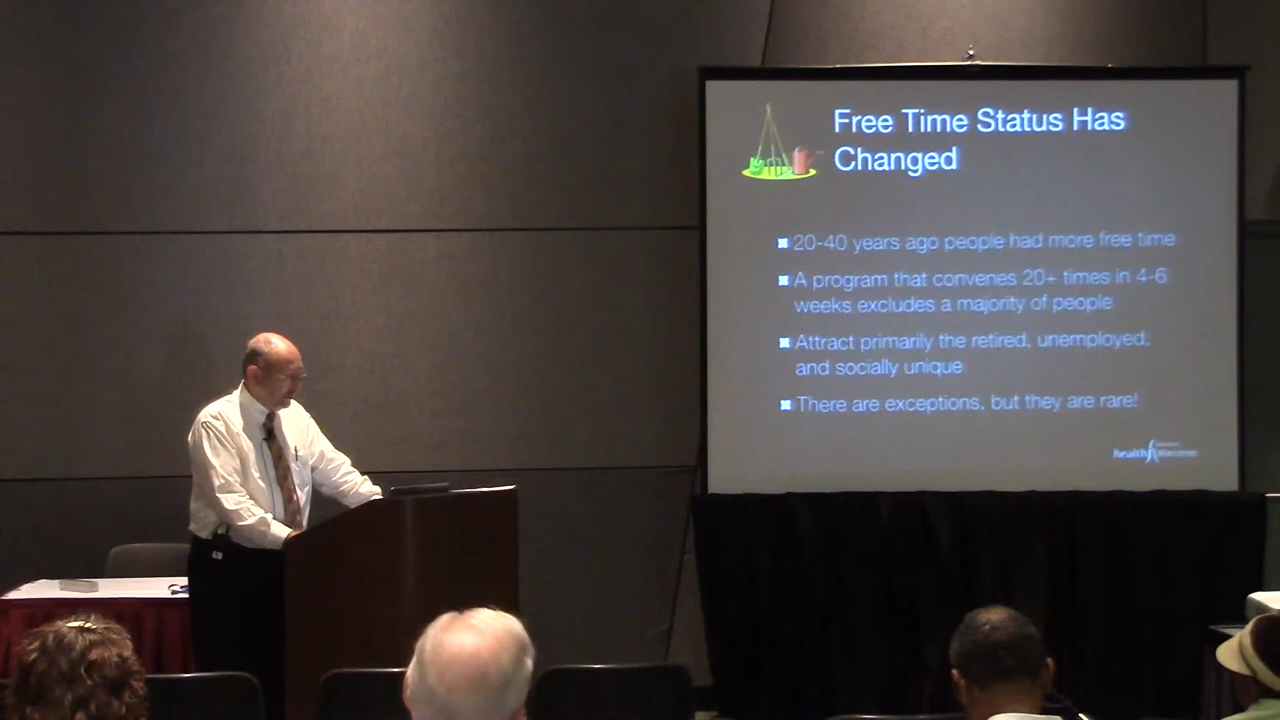 Free Time Status Has
Changed
20-40 years ago people had more free time
A program that convenes 20+ times in 4-6
weeks excludes a majority of people
Attract primarily the retired, unemployed,
and socially unique
There are exceptions, but they are rare!
health